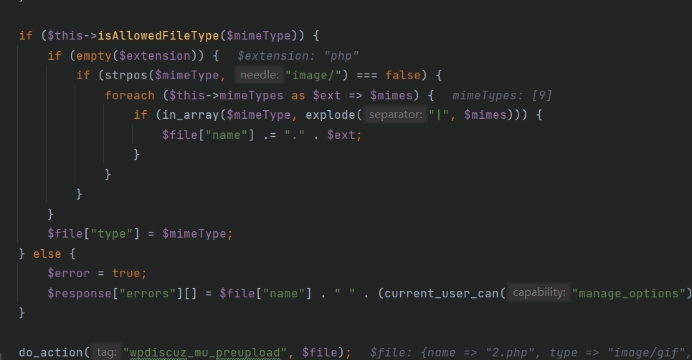 if ($this->isAllowedFileType($mimeType)) {
if (empty($extension)) { $extension: "php"
if (strpos($mimeType, needle: "image/") === false) {
foreach ($this->mimeTypes as $ext => $mimes) { mimeTypes: [9]
if (in_array($mimeType, explode( separator: "|", $mimes))) {
$file["name"] .= "." . $ext;
}
}
}
}
$file["type"] = $mimeType;
} else {
$error = true;
$response["errors"][] = $file["name"] . " " . (current_user_can( capability: "manage_options")
}
do_action( tag: "wpdiscuz_mu_preupload", $file); $file: {name => "2.php", type => "image/gif",